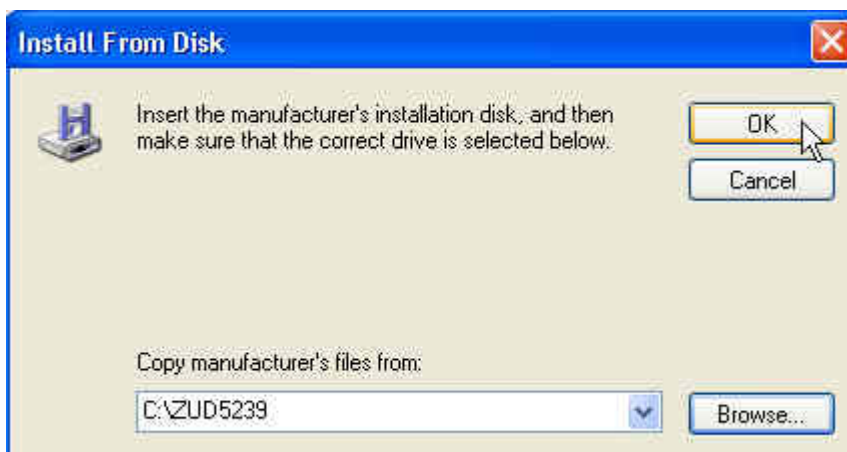 Install From Disk
Insert the manufacturer's installation disk, and then
make sure that the correct drive is selected below.
OK
Cancel
Copy manufacturer's files from:
C:\ZUD5239
Browse...